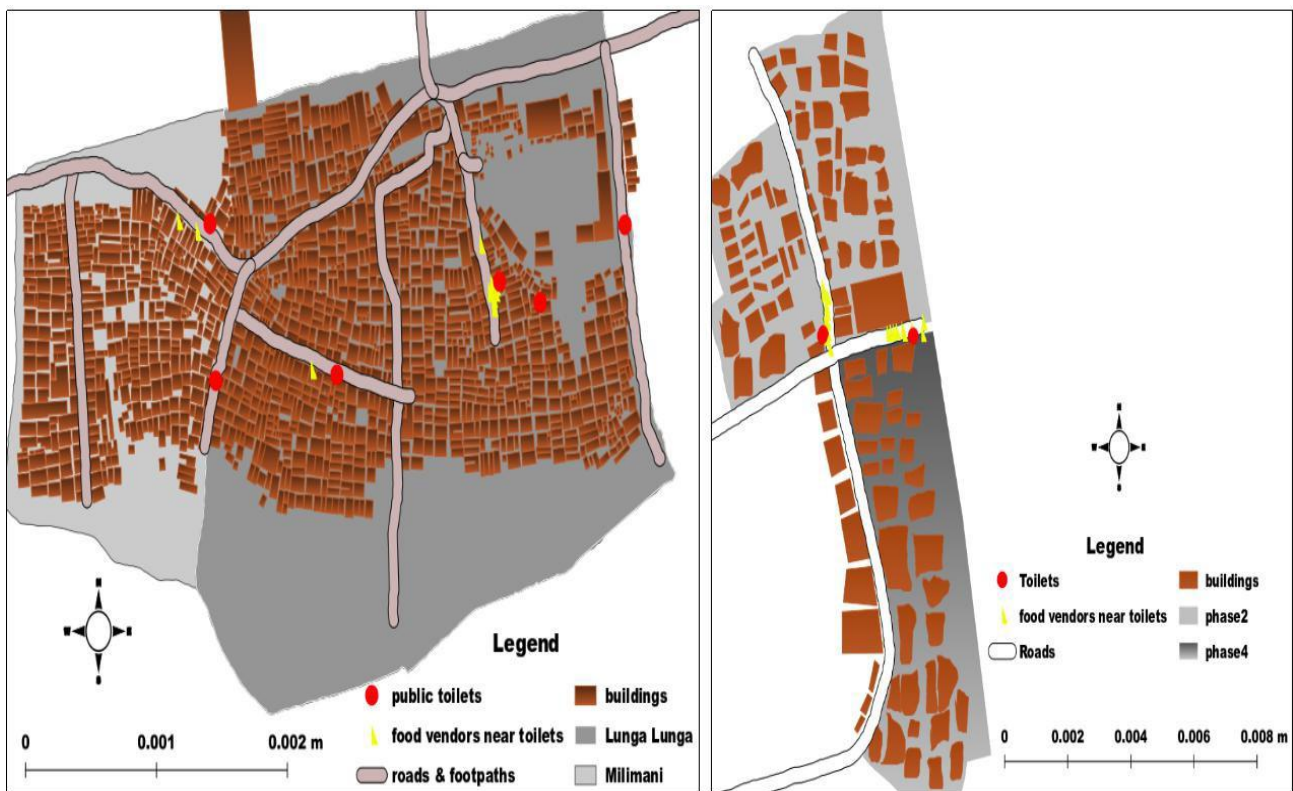 Legend
public toilets
buildings
food vendors near toilets
Lunga Lunga
roads & footpaths
Milimani
0 0.001 0.002 m
Legend
Toilets
buildings
food vendors near toilets
phase2
Roads
phase4
0 0.002 0.004 0.006 0.008 m